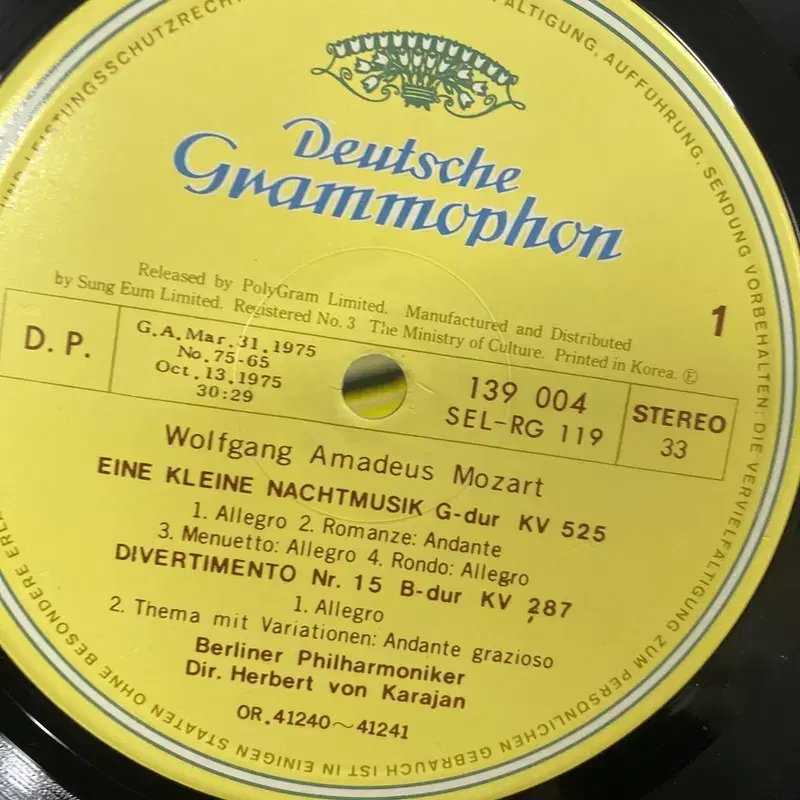 Deutsche
Grammophon
Released by PolyGram Limited. Manufactured and Distributed
by Sung Eum Limited. Registered No. 3 The Ministry of Culture. Printed in Korea. Ⓔ
1
D. P.
G.A. Mar. 31. 1975
No. 75-65
Oct. 13. 1975
30:29
139 004
SEL-RG 119
STEREO
33
Wolfgang Amadeus Mozart
EINE KLEINE NACHTMUSIK G-dur KV 525
1. Allegro 2. Romanze: Andante
3. Menuetto: Allegro 4. Rondo: Allegro
DIVERTIMENTO Nr. 15 B-dur KV 287
1. Allegro
2. Thema mit Variationen: Andante grazioso
Berliner Philharmoniker
Dir. Herbert von Karajan
OR. 41240~41241
AUFFÜHRUNG, SENDUNG VORBEHALTEN: DIE VERVIELFÄLTIGUNG ZUM PERSÖNLICHEN GEBRAUCH IST IN EINIGEN STAATEN OHNE BESONDERE